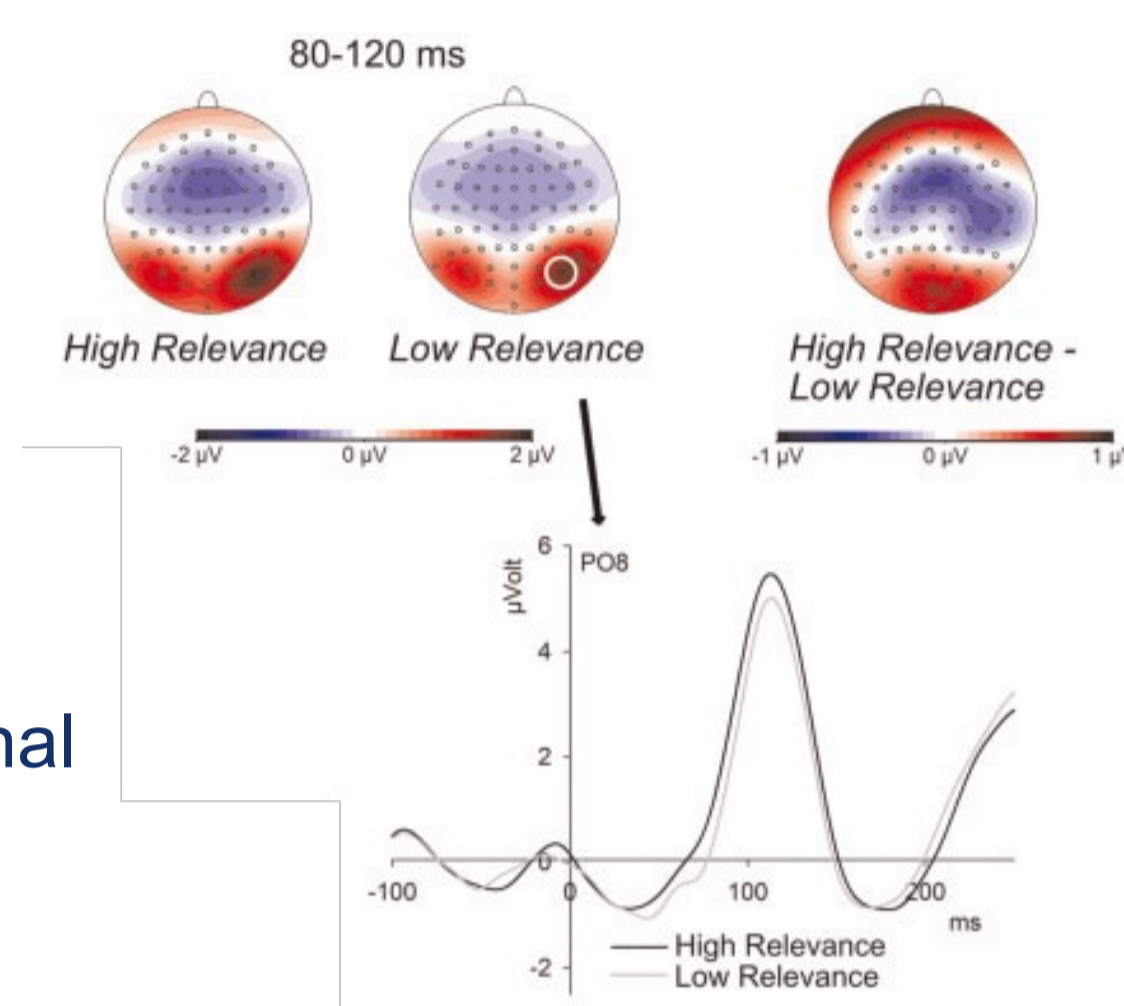 80-120 ms
High Relevance
Low Relevance
High Relevance -
Low Relevance
-2 µV
0 µV
2 µV
-1 µV
0 µV
6
µVolt
PO8
4
nal
2
0
-100
0
100
200
ms
High Relevance
-2
Low Relevance